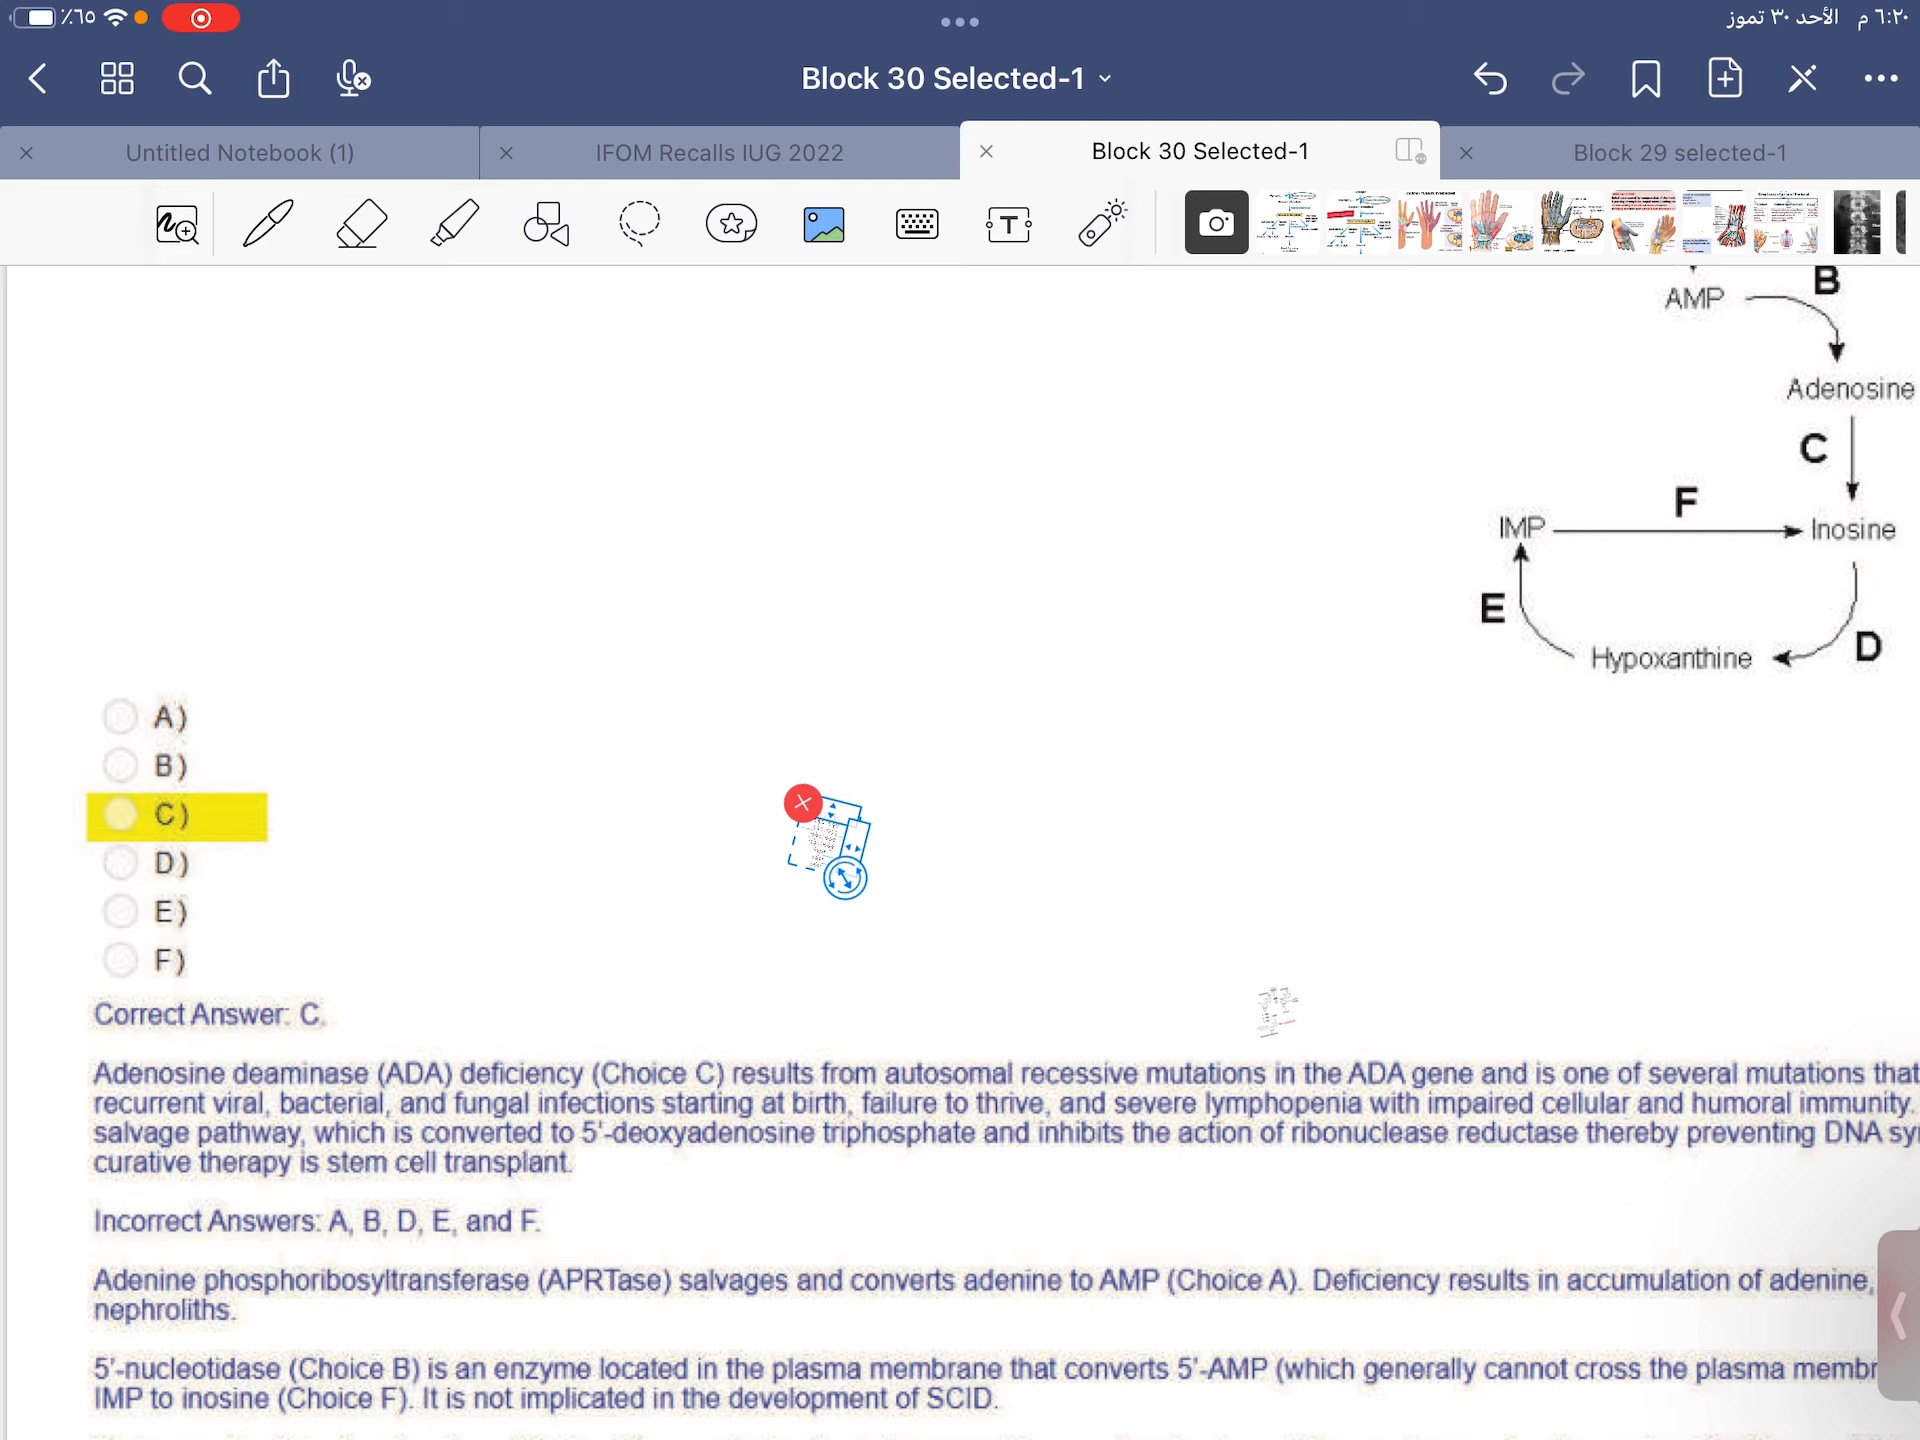 ٪٦٥
٦:٢٠ م الأحد ٣٠ تموز
Block 30 Selected-1
Untitled Notebook (1)
IFOM Recalls IUG 2022
Block 30 Selected-1
Block 29 selected-1
T
B
AMP
Adenosine
C
F
IMP
Inosine
E
D
Hypoxanthine
A)
B)
C)
D)
E)
F)
Correct Answer: C.
Adenosine deaminase (ADA) deficiency (Choice C) results from autosomal recessive mutations in the ADA gene and is one of several mutations that
recurrent viral, bacterial, and fungal infections starting at birth, failure to thrive, and severe lymphopenia with impaired cellular and humoral immunity.
salvage pathway, which is converted to 5'-deoxyadenosine triphosphate and inhibits the action of ribonuclease reductase thereby preventing DNA sy
curative therapy is stem cell transplant.
Incorrect Answers: A, B, D, E, and F.
Adenine phosphoribosyltransferase (APRTase) salvages and converts adenine to AMP (Choice A). Deficiency results in accumulation of adenine,
nephroliths.
5'-nucleotidase (Choice B) is an enzyme located in the plasma membrane that converts 5'-AMP (which generally cannot cross the plasma membr
IMP to inosine (Choice F). It is not implicated in the development of SCID.